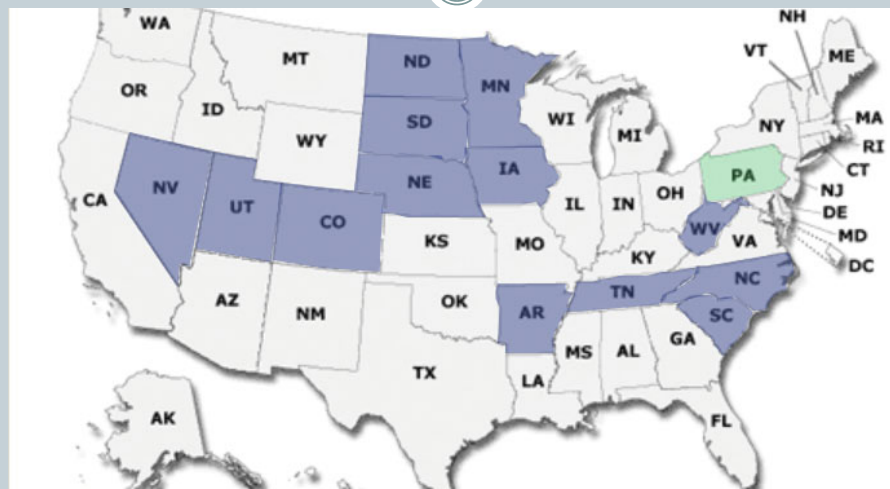 WA
MT
ND
MN
OR
ID
WY
SD
WI
MI
NH
VT
ME
NY
MA
RI
CT
NV
UT
CO
NE
IA
PA
NJ
CA
IL
IN
OH
WV
VA
DE
MD
DC
KS
MO
KY
AZ
NM
OK
AR
TN
NC
SC
TX
LA
MS
AL
GA
FL
AK